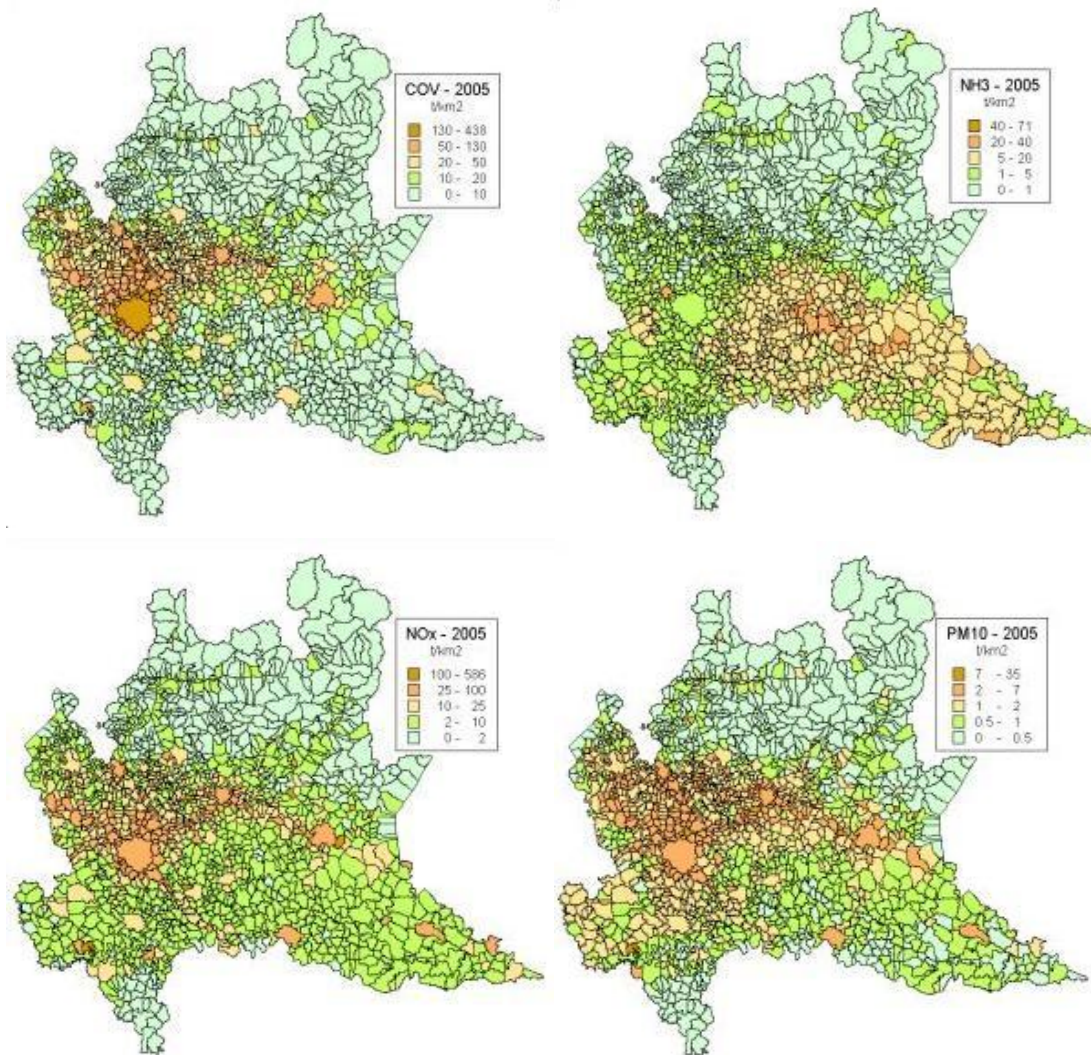 COV - 2005
t/km2
130 - 438
50 - 130
20 - 50
10 - 20
0 - 10
NH3 - 2005
t/km2
40 - 71
20 - 40
5 - 20
1 - 5
0 - 1
NOx - 2005
t/km2
100 - 586
25 - 100
10 - 25
2 - 10
0 - 2
PM10 - 2005
t/km2
7 - 35
2 - 7
1 - 2
0.5 - 1
0 - 0.5